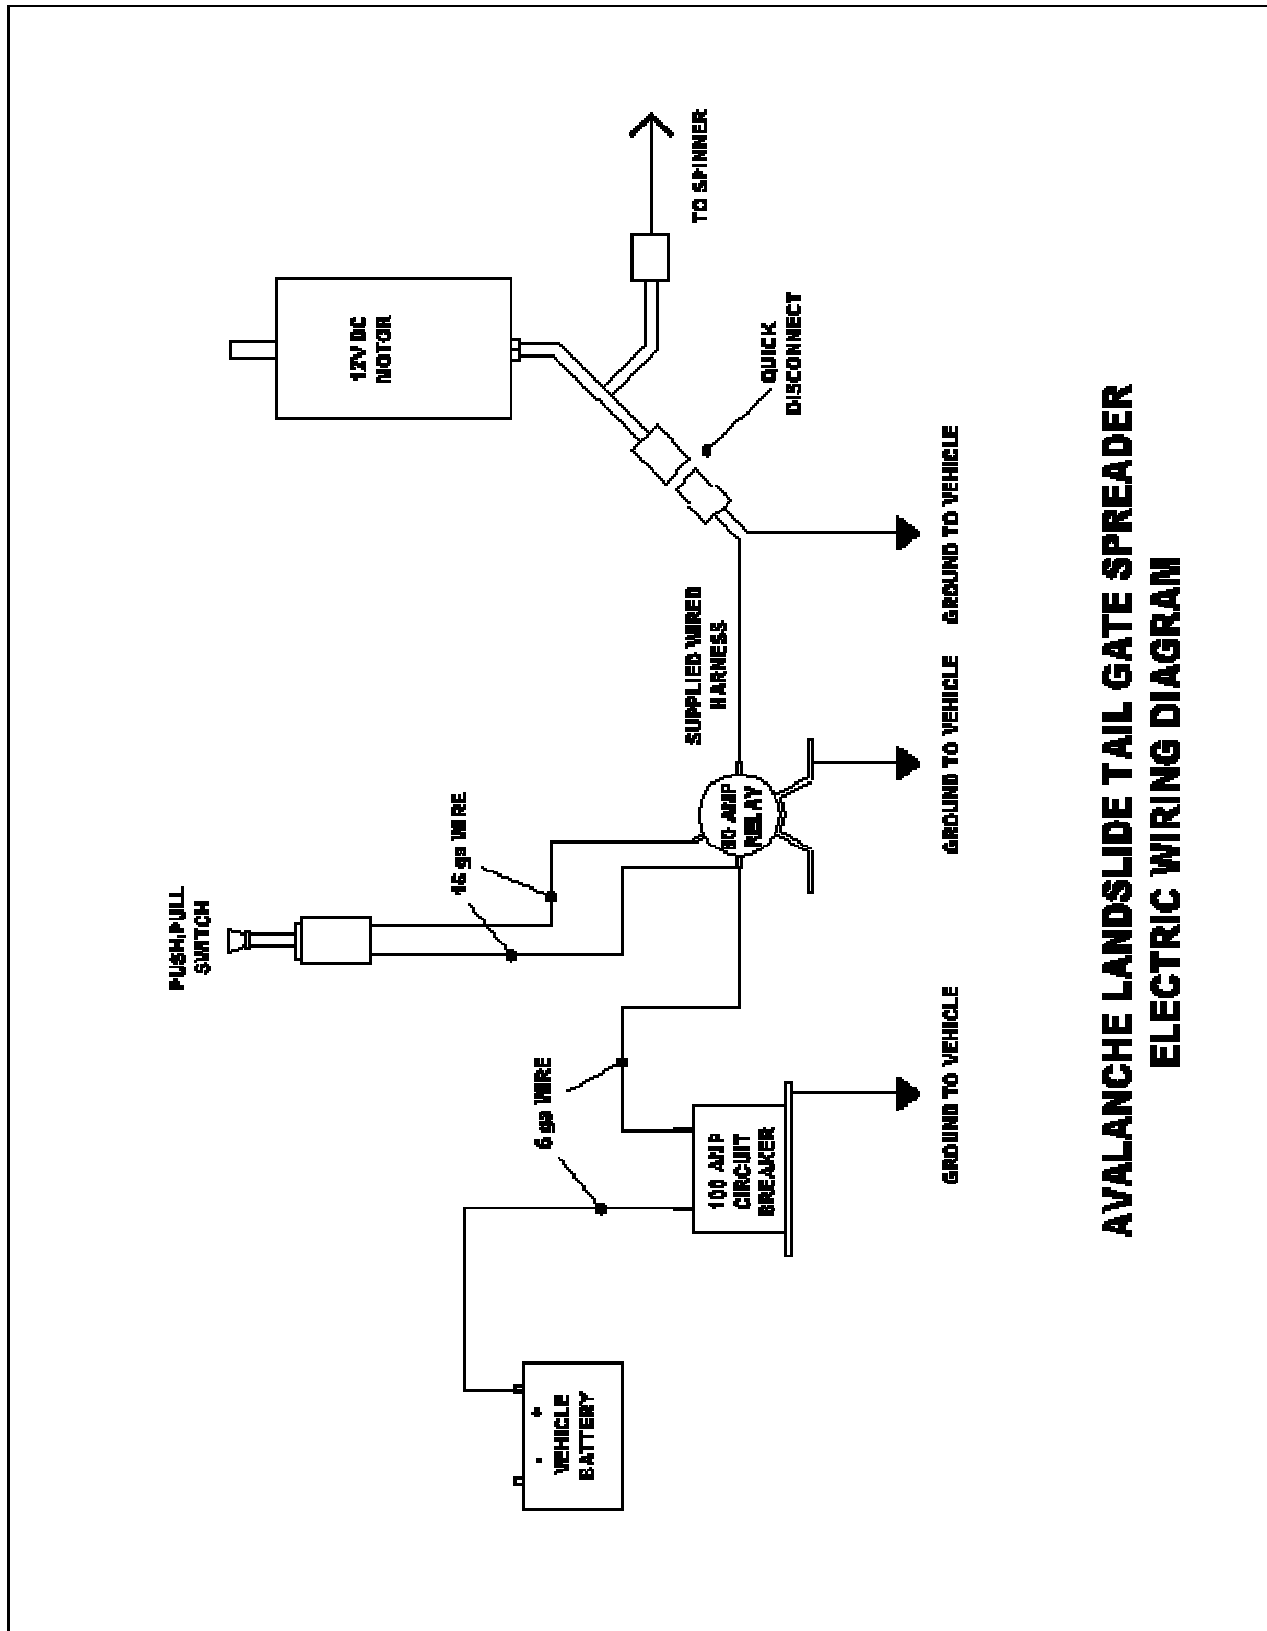 PUSH/PULL
SWITCH
12V DC
MOTOR
16 ga WIRE
6 ga WIRE
+
-
VEHICLE
BATTERY
TO SPINNER
QUICK
DISCONNECT
SUPPLIED WIRED
HARNESS
100 AMP
CIRCUIT
BREAKER
AMP
RELAY
GROUND TO VEHICLE
GROUND TO VEHICLE
GROUND TO VEHICLE
AVALANCHE LANDSLIDE TAIL GATE SPREADER
ELECTRIC WIRING DIAGRAM